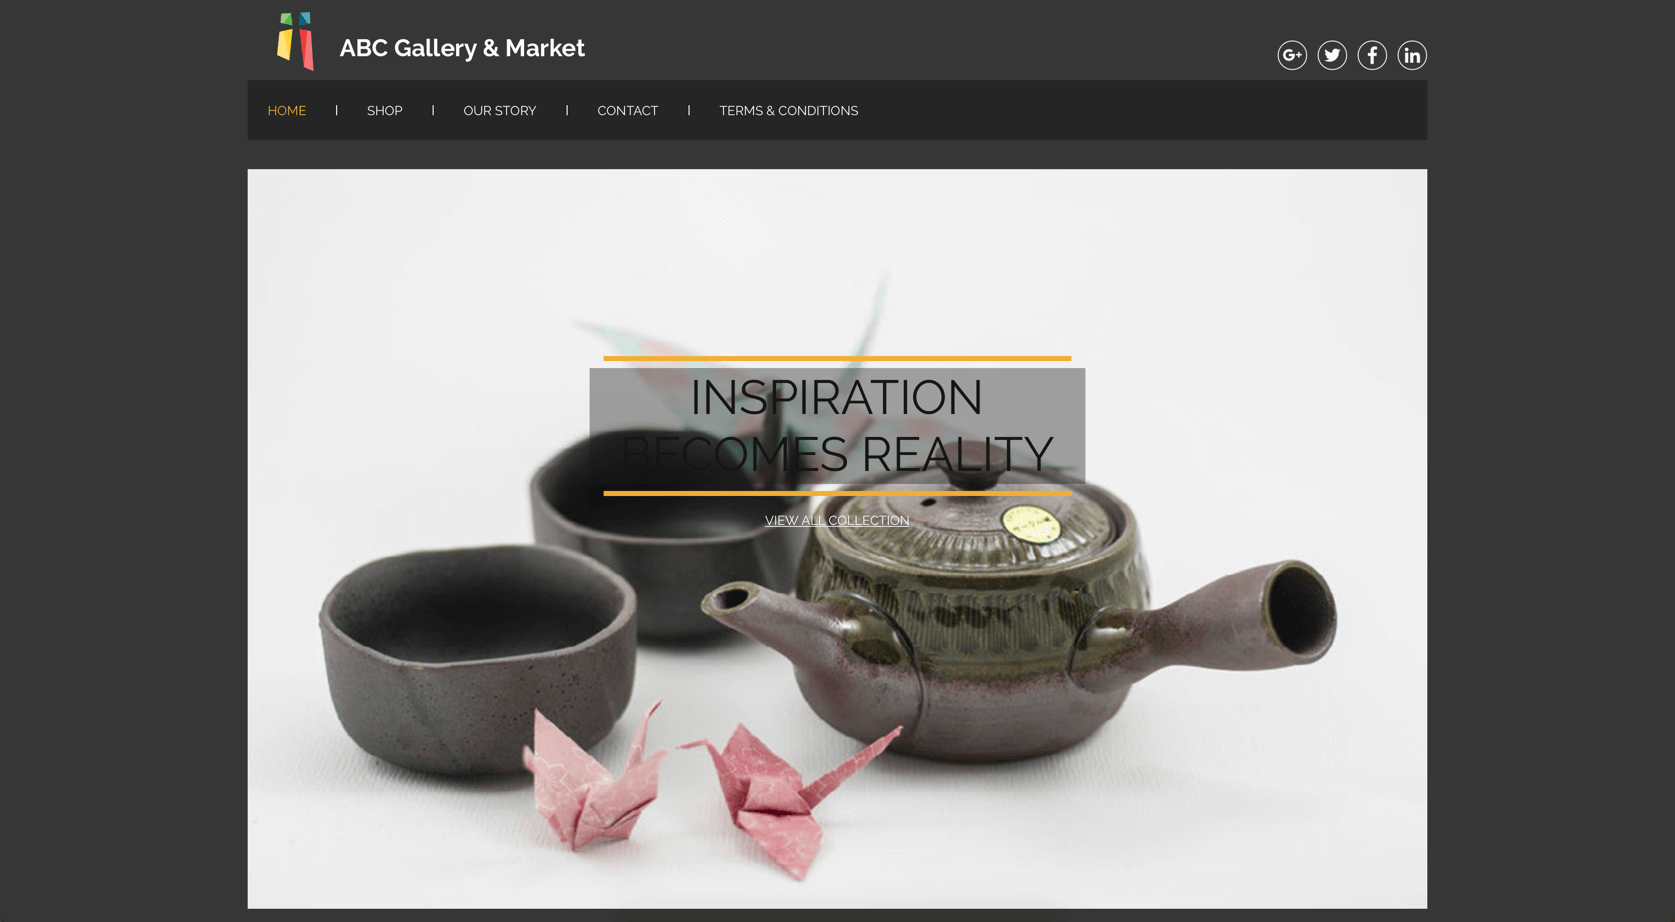 ABC Gallery & Market
HOME | SHOP | OUR STORY | CONTACT | TERMS & CONDITIONS
INSPIRATION
BECOMES REALITY
VIEW ALL COLLECTION